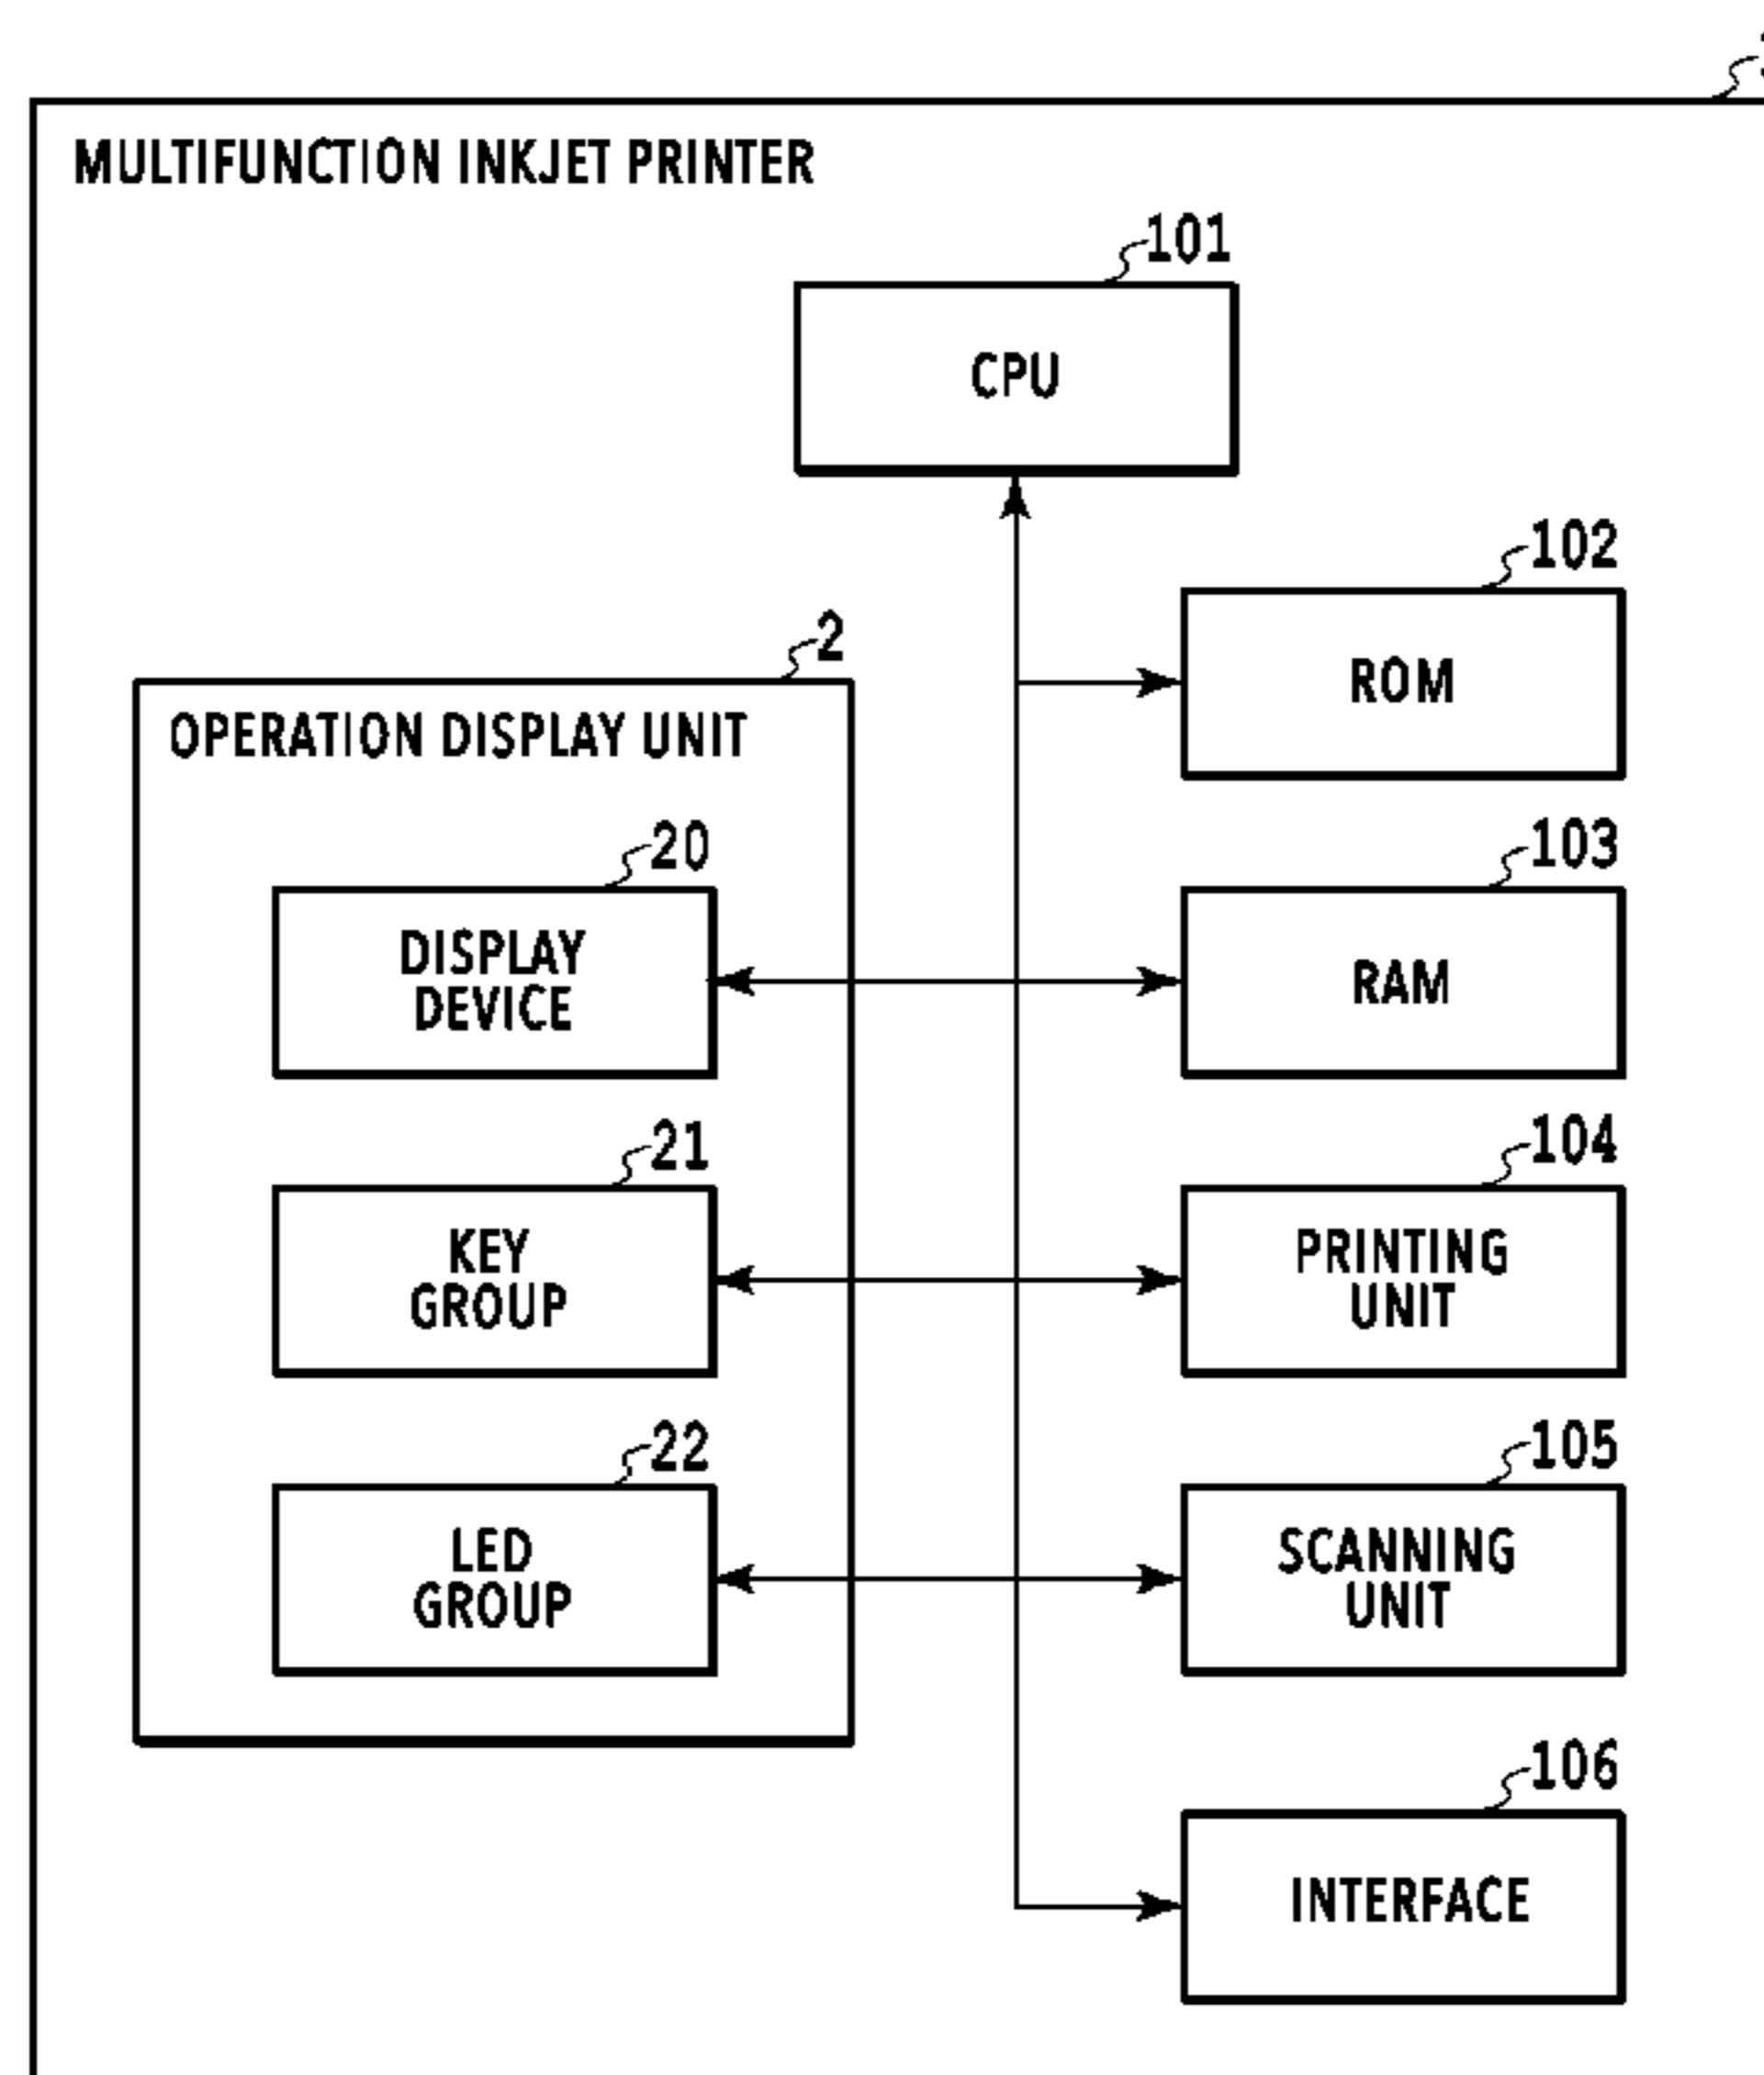 MULTIFUNCTION INKJET PRINTER
101
CPU
102
ROM
2
OPERATION DISPLAY UNIT
20
DISPLAY
DEVICE
103
RAM
21
KEY
GROUP
104
PRINTING
UNIT
22
LED
GROUP
105
SCANNING
UNIT
106
INTERFACE